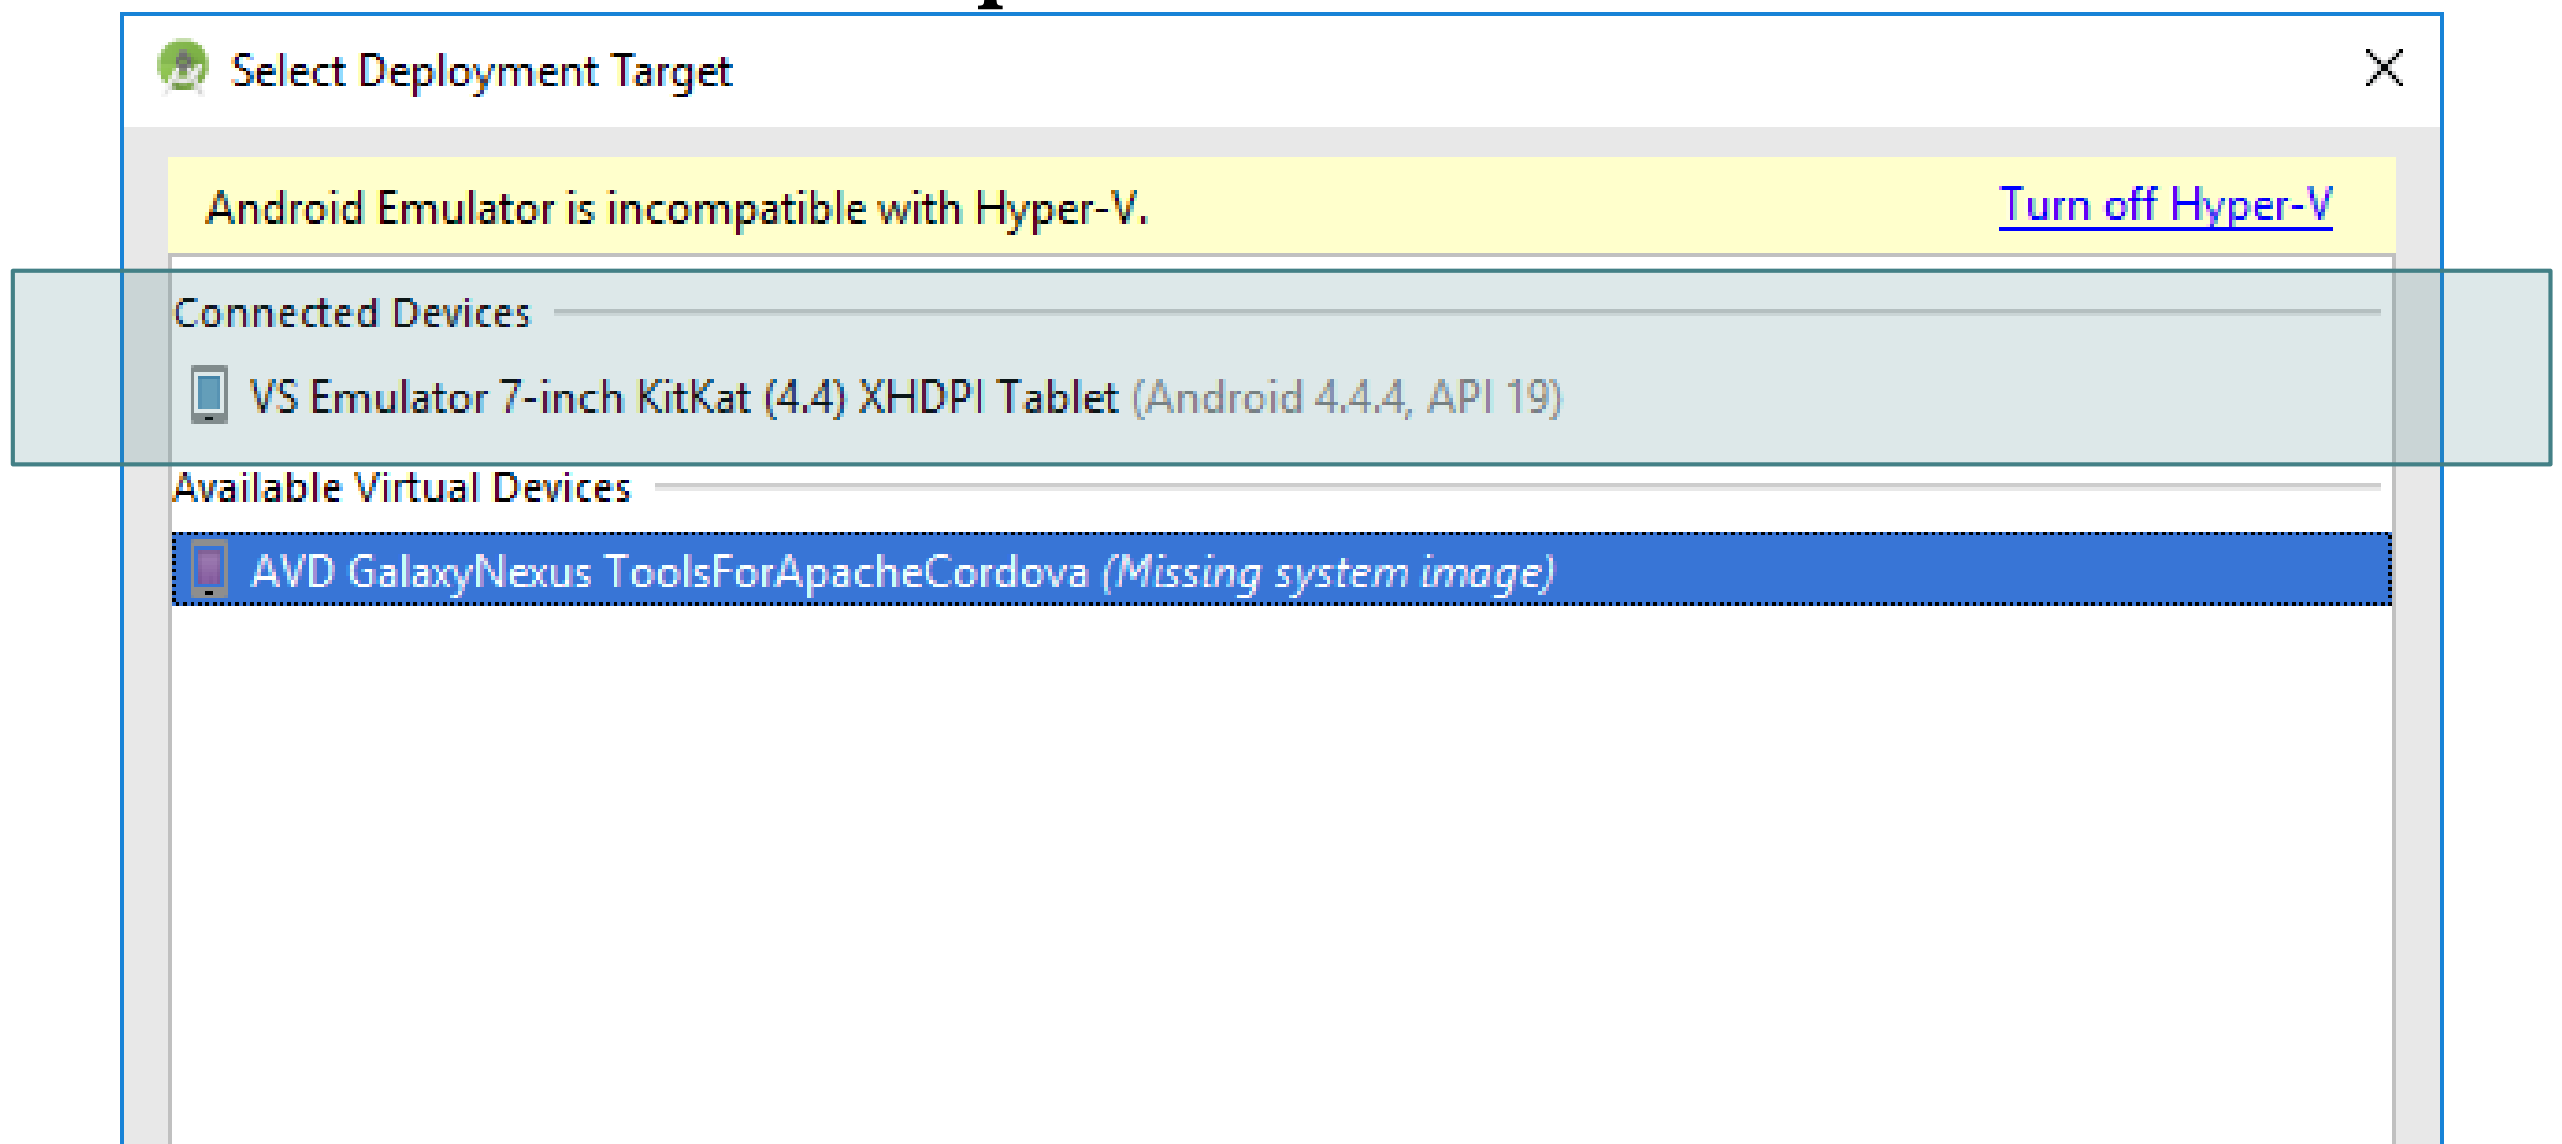 Select Deployment Target
Android Emulator is incompatible with Hyper-V. Turn off Hyper-V
Connected Devices
VS Emulator 7-inch KitKat (4.4) XHDPI Tablet (Android 4.4.4, API 19)
Available Virtual Devices
AVD GalaxyNexus ToolsForApacheCordova (Missing system image)